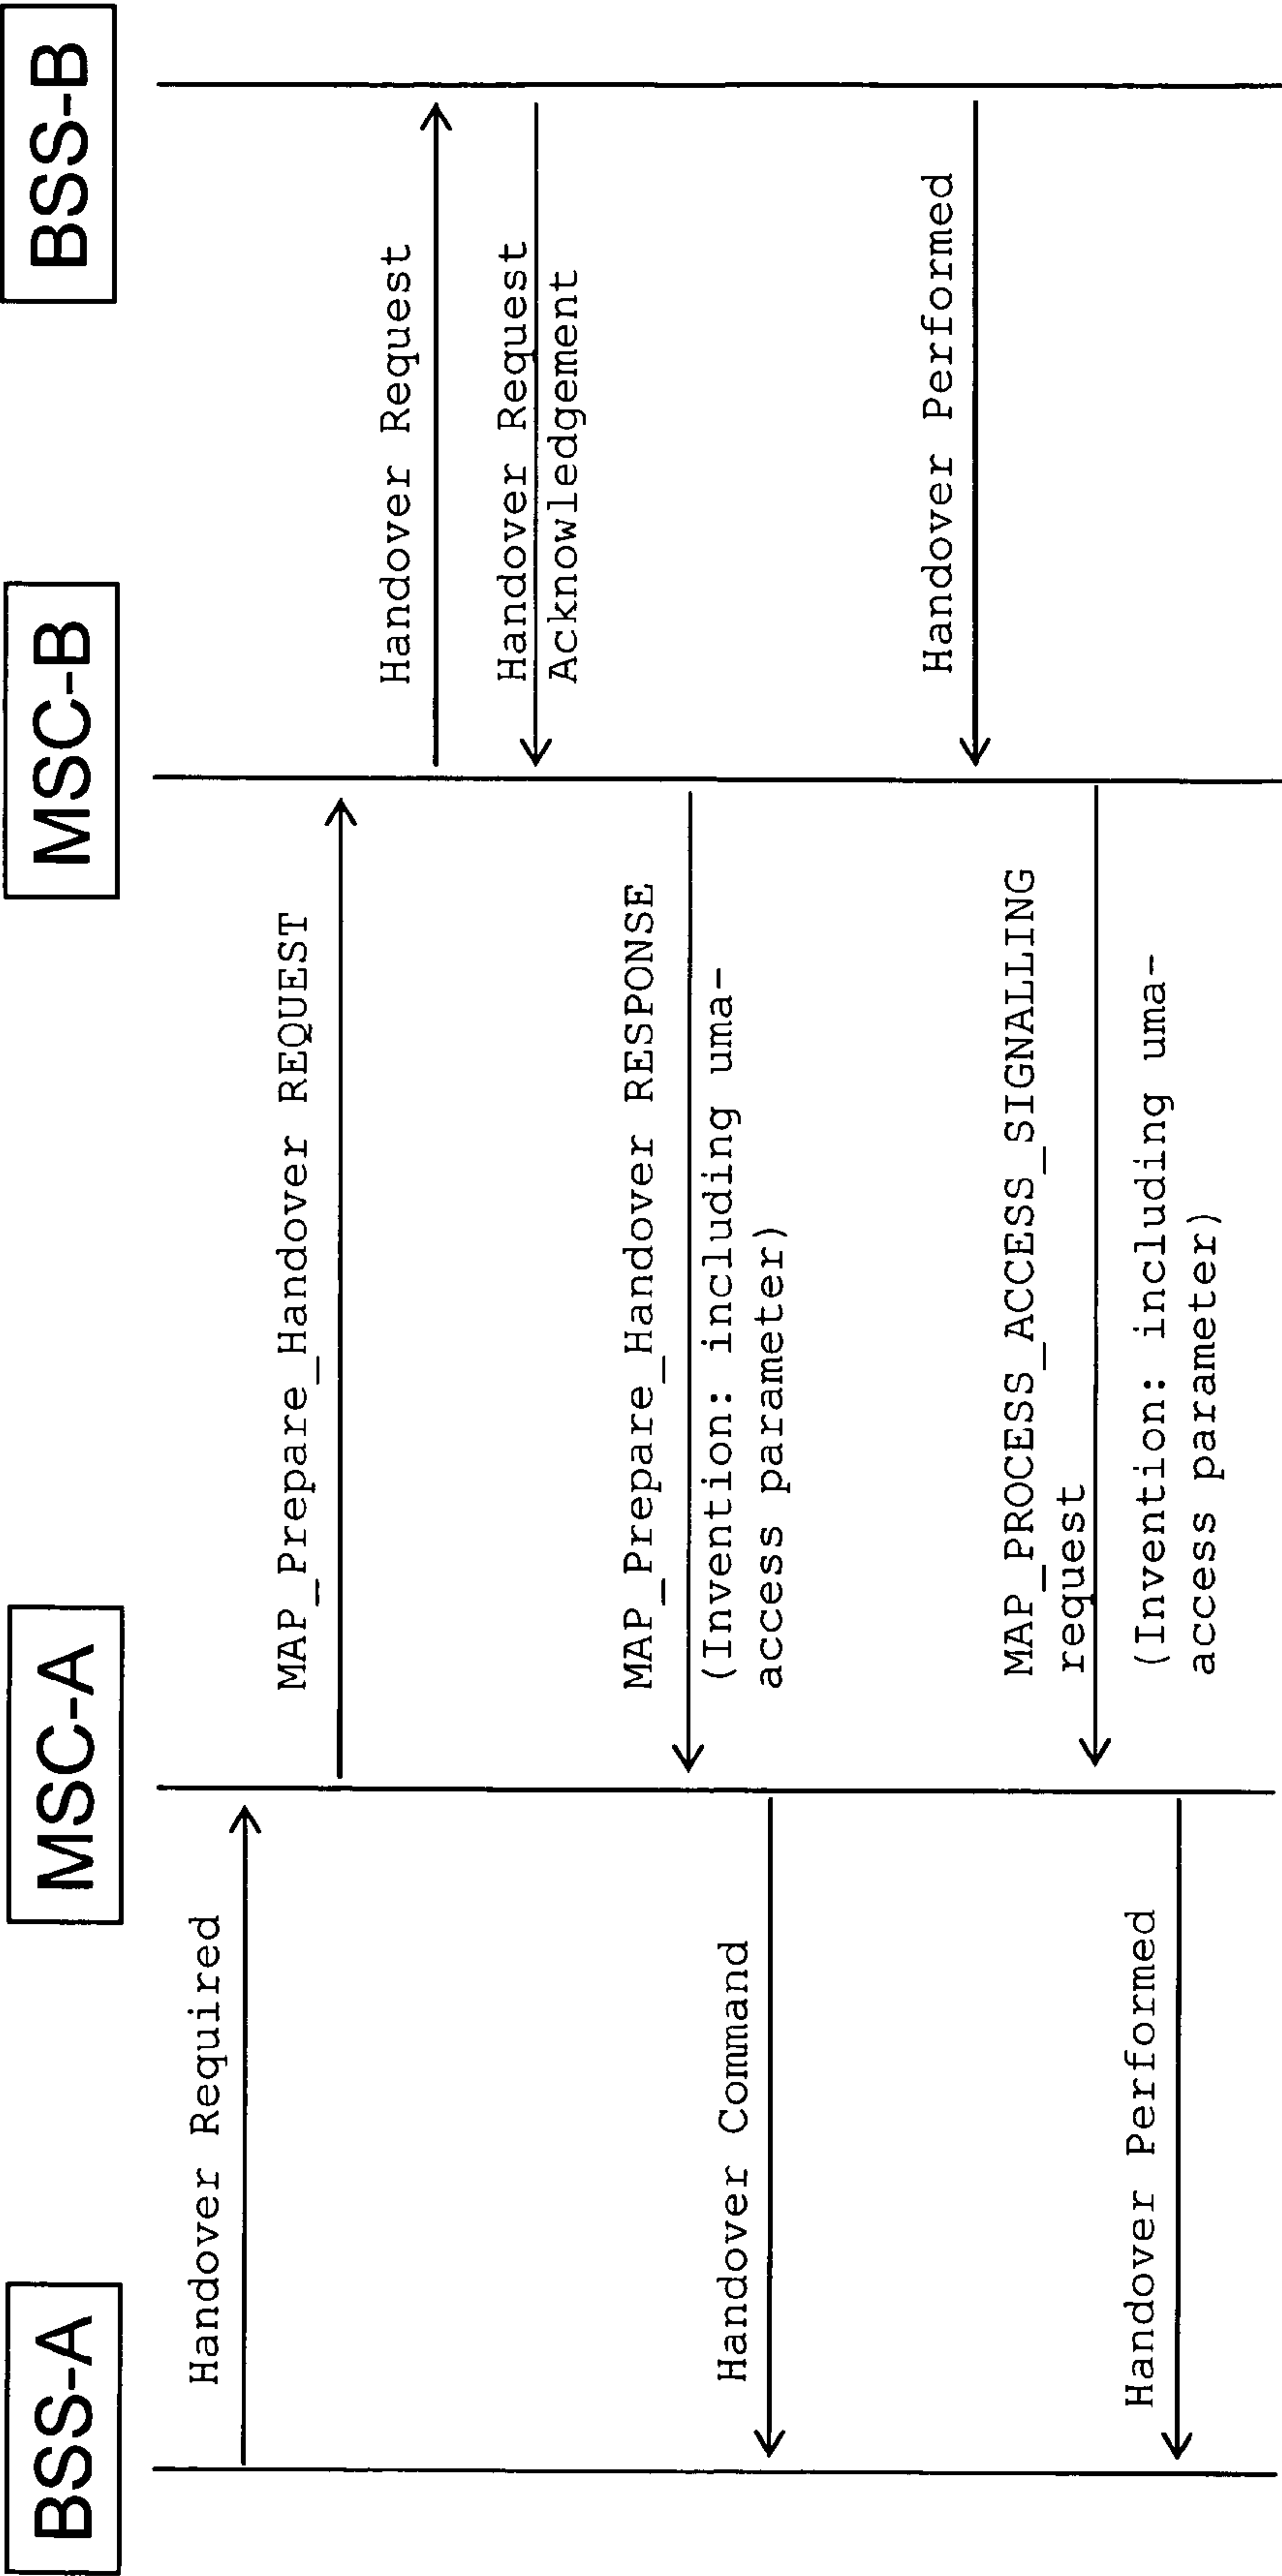 BSS-A
MSC-A
MSC-B
BSS-B
Handover Required
MAP_Prepare_Handover REQUEST
Handover Request
Handover Request
Acknowledgement
MAP_Prepare_Handover RESPONSE
(Invention: including uma-
access parameter)
Handover Command
Handover Performed
MAP_PROCESS_ACCESS_SIGNALLING
request
(Invention: including uma-
access parameter)
Handover Performed